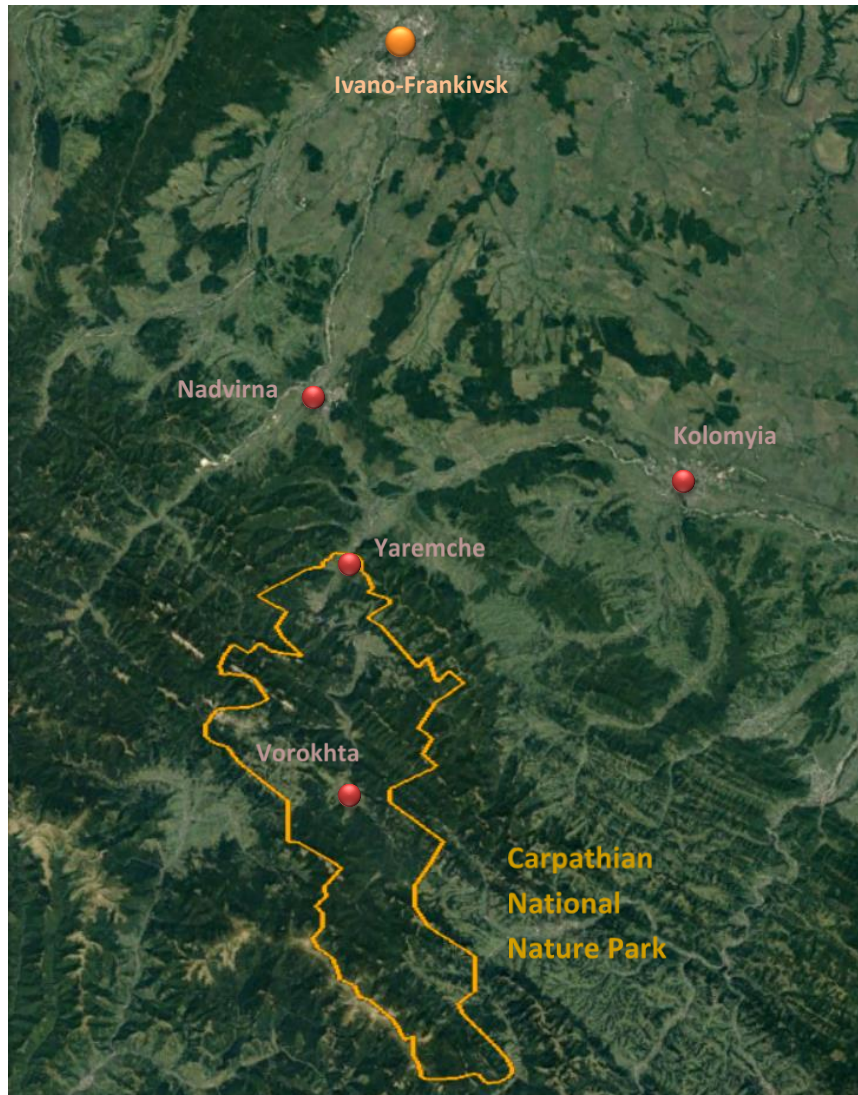 Ivano-Frankivsk
Nadvirna
Kolomyia
Yaremche
Vorokhta
Carpathian
National
Nature Park